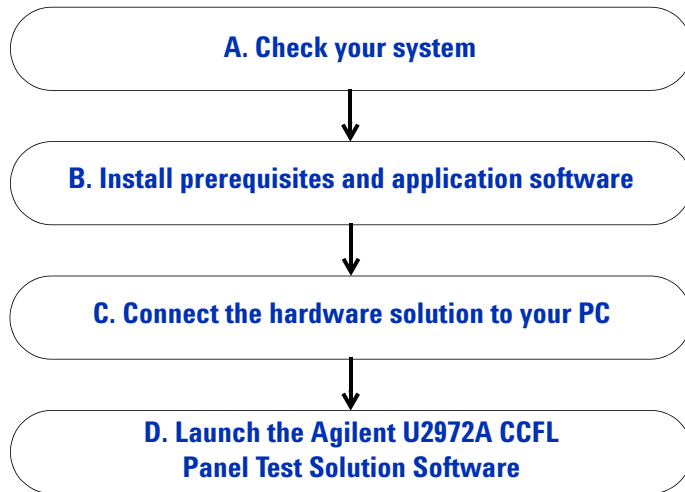 A. Check your system
B. Install prerequisites and application software
C. Connect the hardware solution to your PC
D. Launch the Agilent U2972A CCFL
Panel Test Solution Software